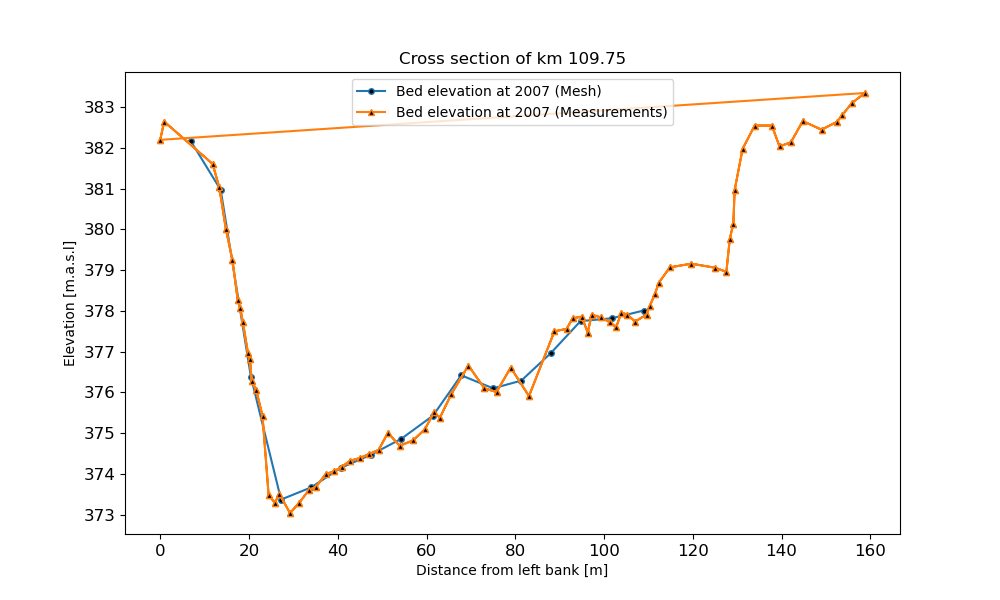 Cross section of km 109.75
Bed elevation at 2007 (Mesh)
Bed elevation at 2007 (Measurements)
383
382
381
380
379
378
377
376
375
374
373
Elevation [m.a.s.l]
0 20 40 60 80 100 120 140 160
Distance from left bank [m]